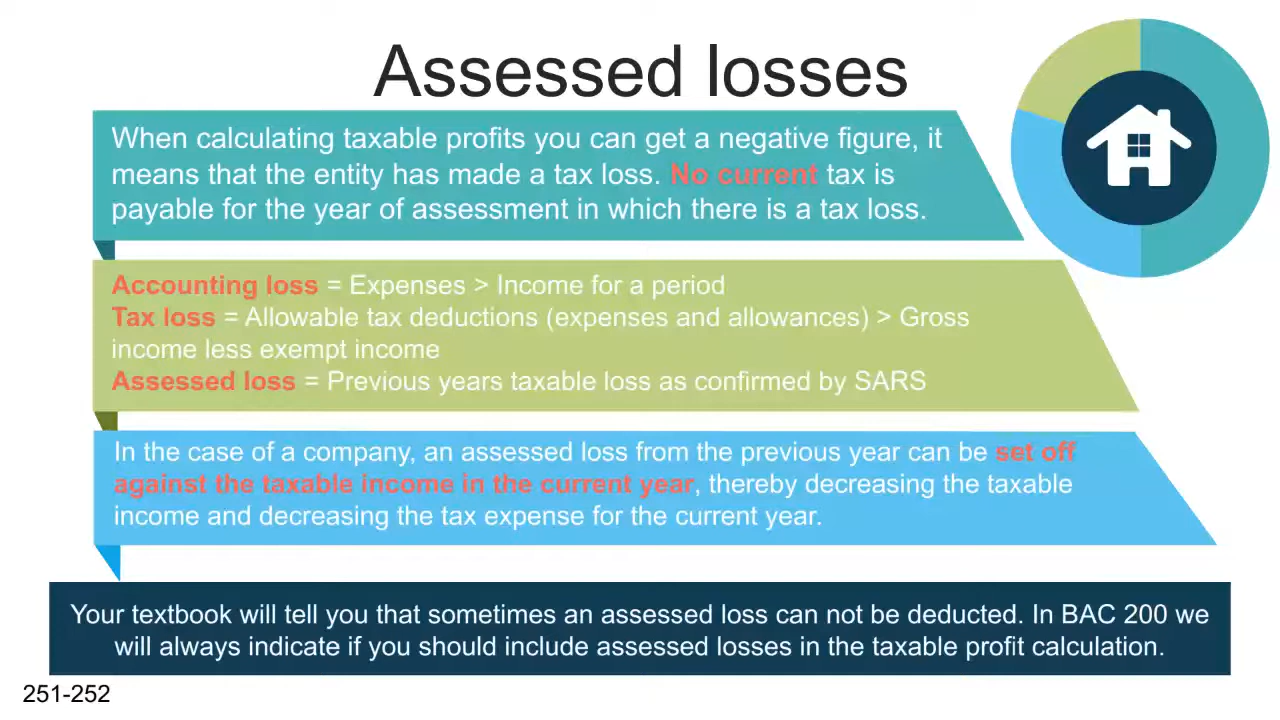 Assessed losses
When calculating taxable profits you can get a negative figure, it
means that the entity has made a tax loss. No current tax is
payable for the year of assessment in which there is a tax loss.
Accounting loss = Expenses > Income for a period
Tax loss = Allowable tax deductions (expenses and allowances) > Gross
income less exempt income
Assessed loss = Previous years taxable loss as confirmed by SARS
In the case of a company, an assessed loss from the previous year can be set off
against the taxable income in the current year, thereby decreasing the taxable
income and decreasing the tax expense for the current year.
Your textbook will tell you that sometimes an assessed loss can not be deducted. In BAC 200 we
will always indicate if you should include assessed losses in the taxable profit calculation.
251-252